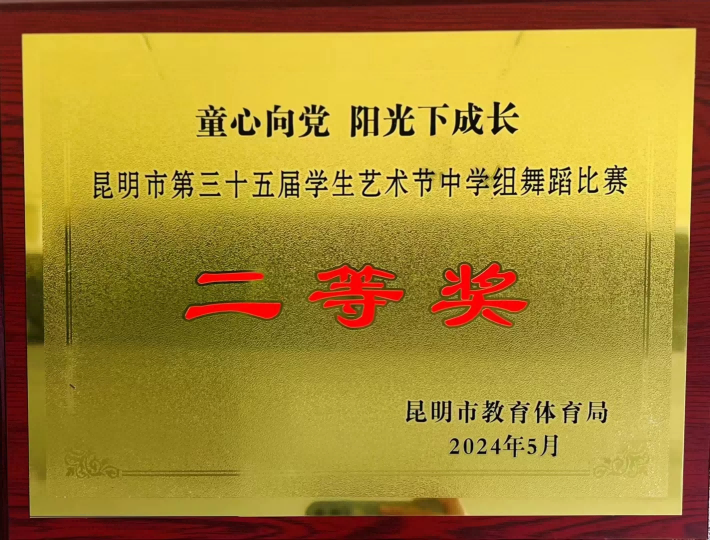 童心向党 阳光下成长
昆明市第三十五届学生艺术节中学组舞蹈比赛
二等奖
昆明市教育体育局
2024年5月